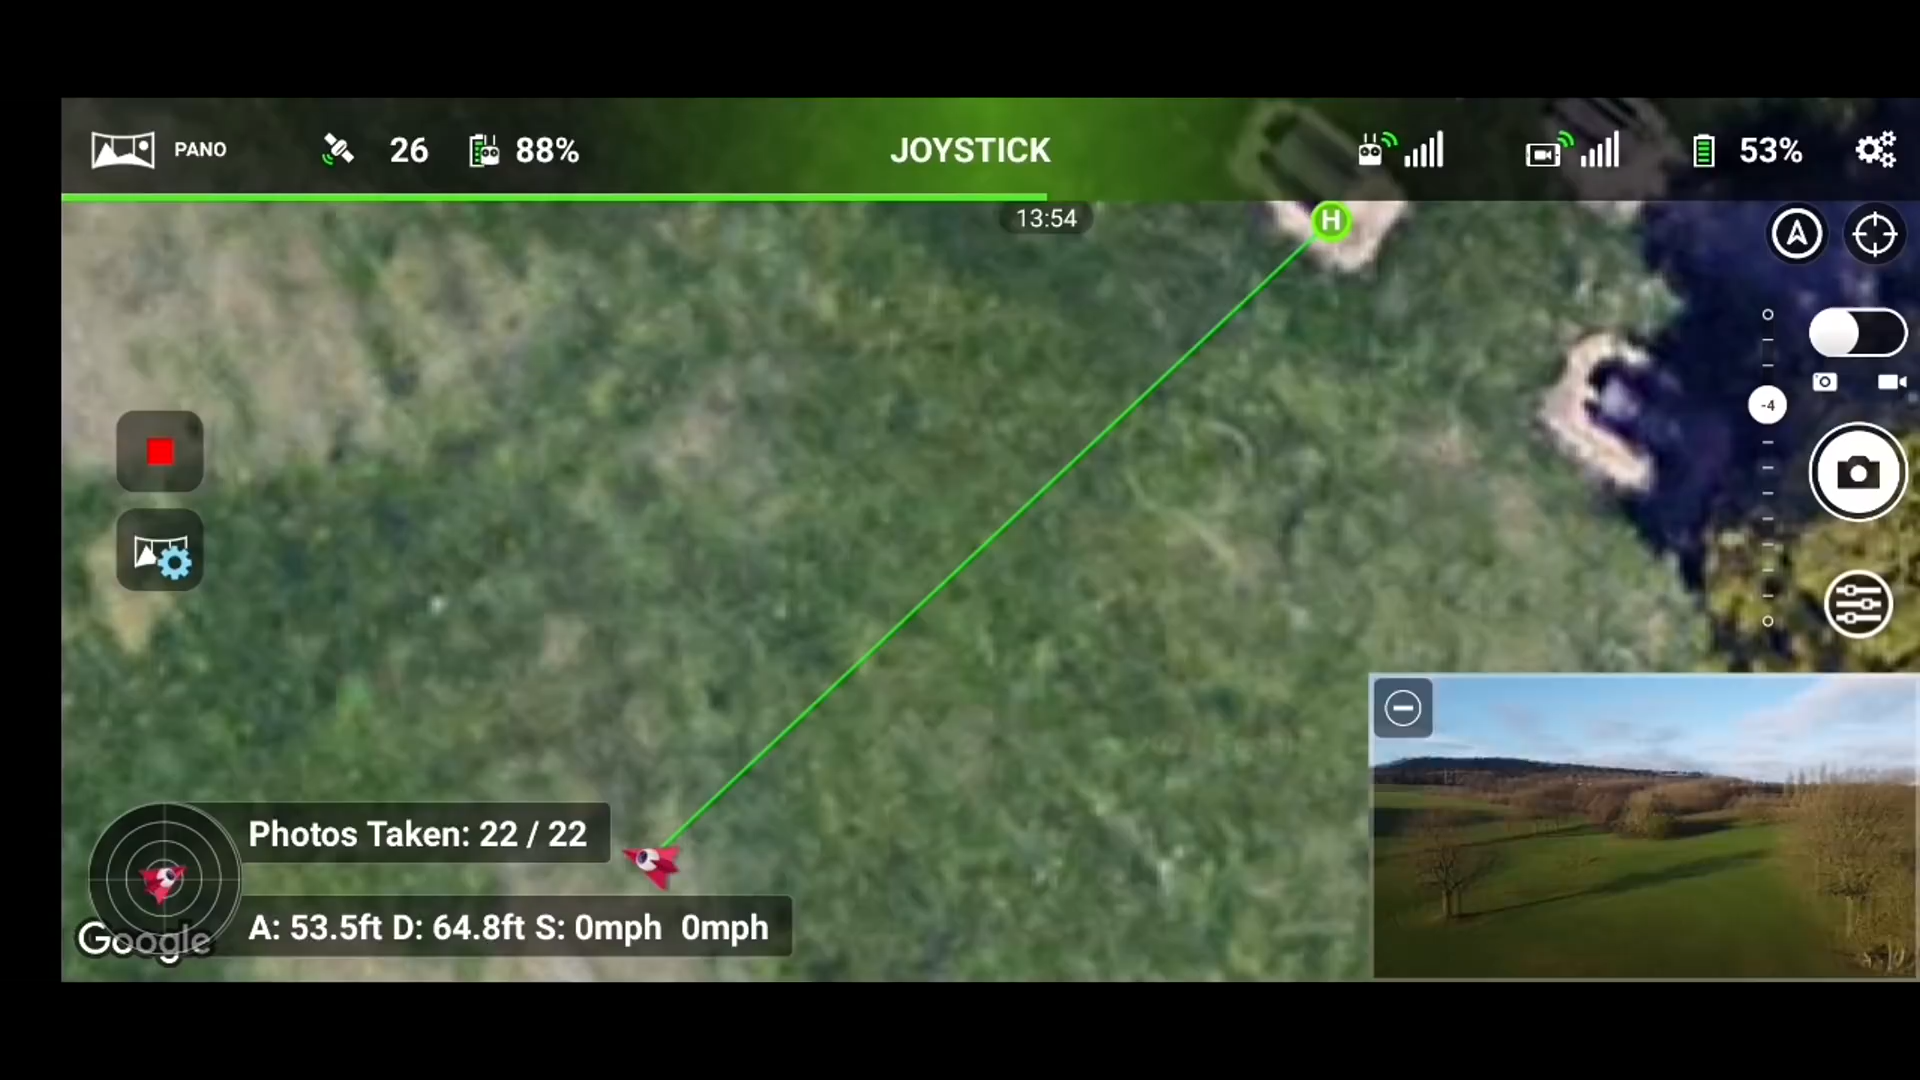 PANO 26 88% JOYSTICK 53%
13:54
H
-4
Photos Taken: 22 / 22
A: 53.5ft D: 64.8ft S: 0mph 0mph
Google